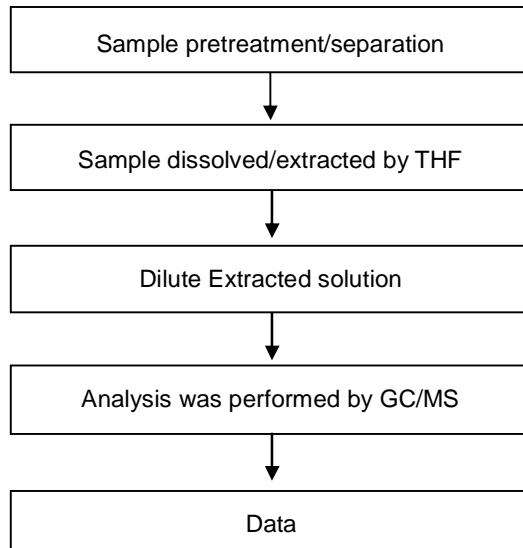 Sample pretreatment/separation
Sample dissolved/extracted by THF
Dilute Extracted solution
Analysis was performed by GC/MS
Data